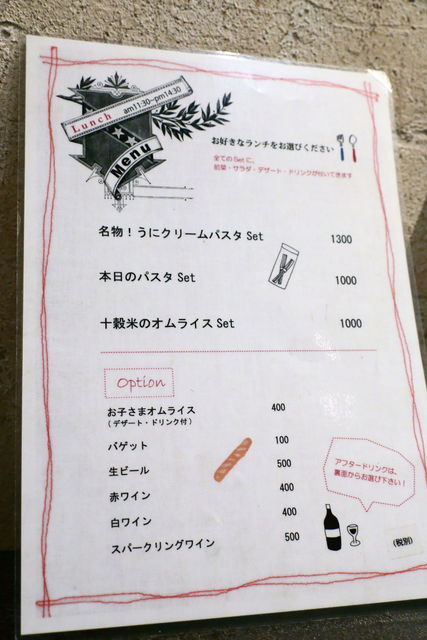 Lunch am11:30~pm14:30
Menu
お好きなランチをお選びください
全てのSetに、
前菜・サラダ・デザート・ドリンクが付いてきます
名物！うにクリームパスタ Set 1300
本日のパスタ Set 1000
十穀米のオムライス Set 1000
Option
お子さまオムライス 400
（デザート・ドリンク付）
バゲット 100
生ビール 500
赤ワイン 400
白ワイン 400
スパークリングワイン 500
アフタードリンクは、
裏面からお選び下さい！
(税別)